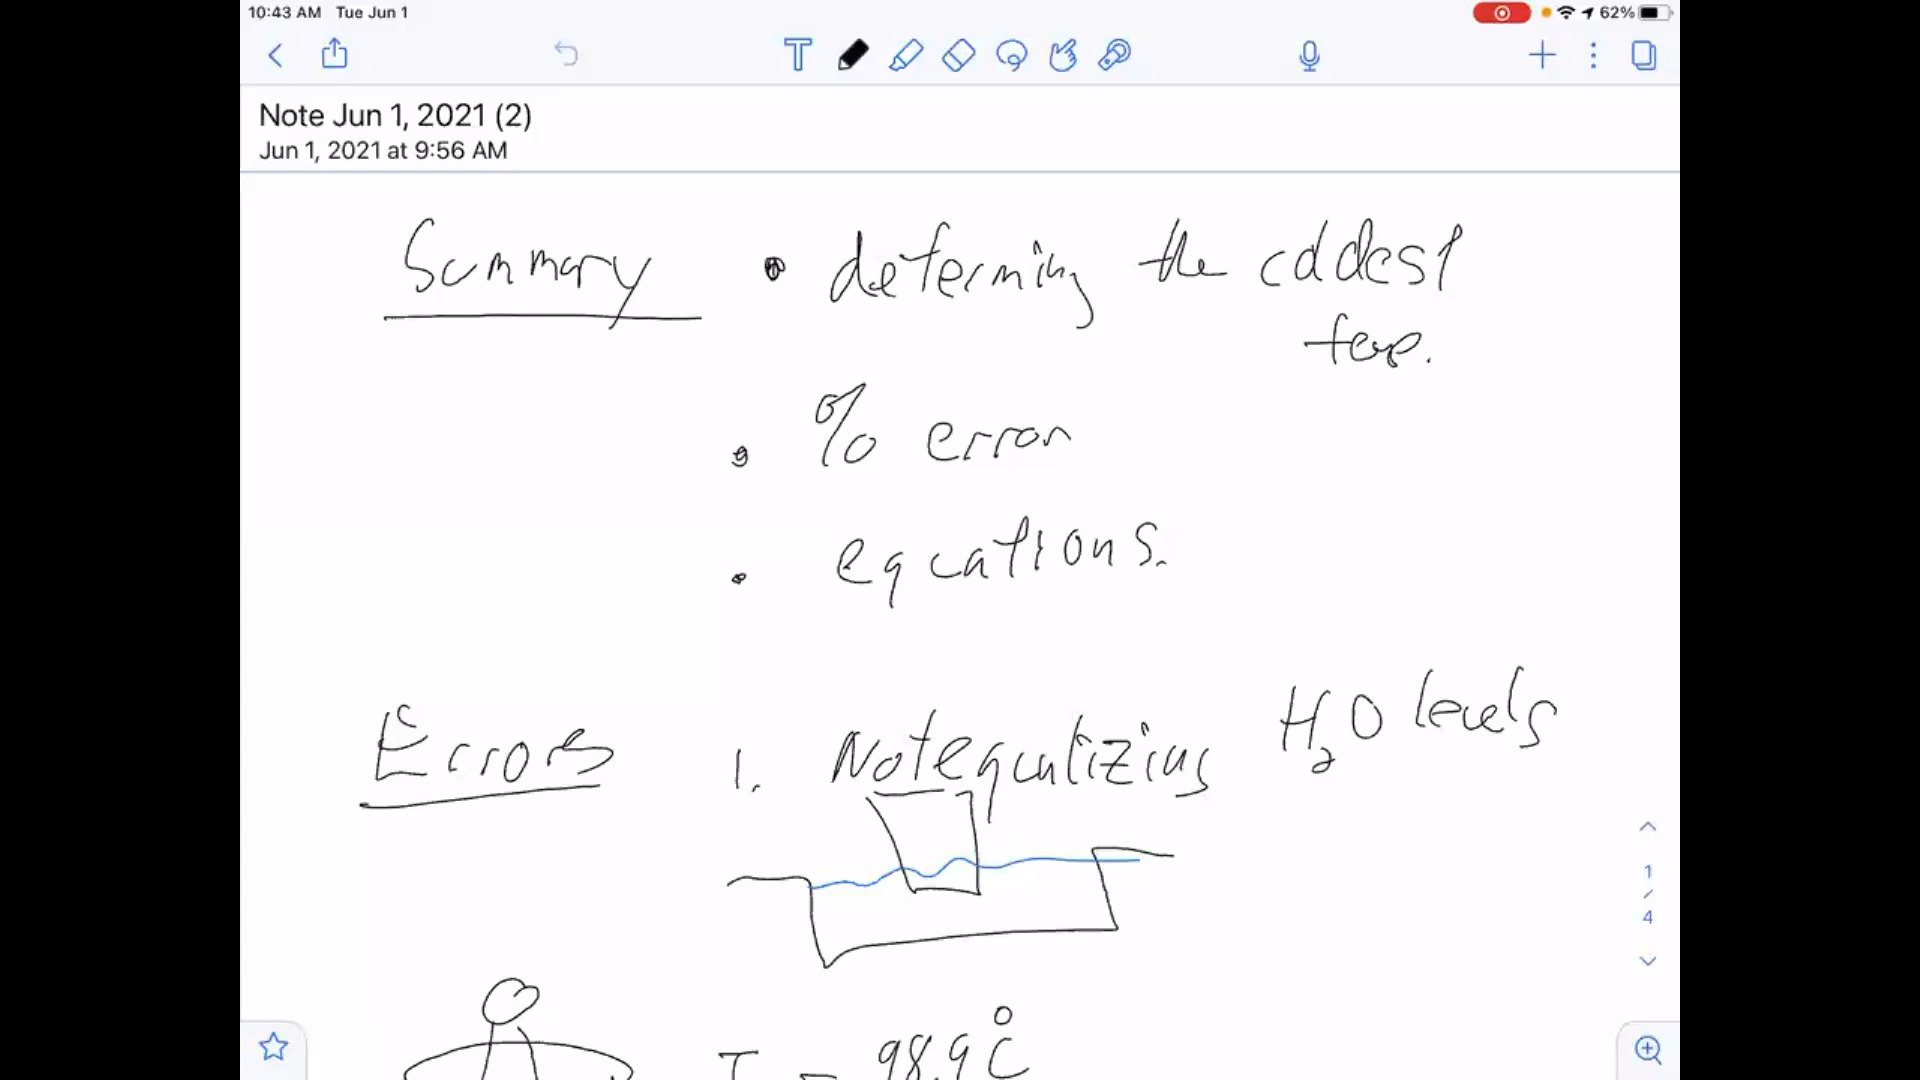 10:43 AM Tue Jun 1 62%
T
Note Jun 1, 2021 (2)
Jun 1, 2021 at 9:56 AM
Summary • determing the coldest
temp.
• % error
• equations.
Errors 1. Not equalizing H₂O levels
1
/
4
T = 98.9 °C